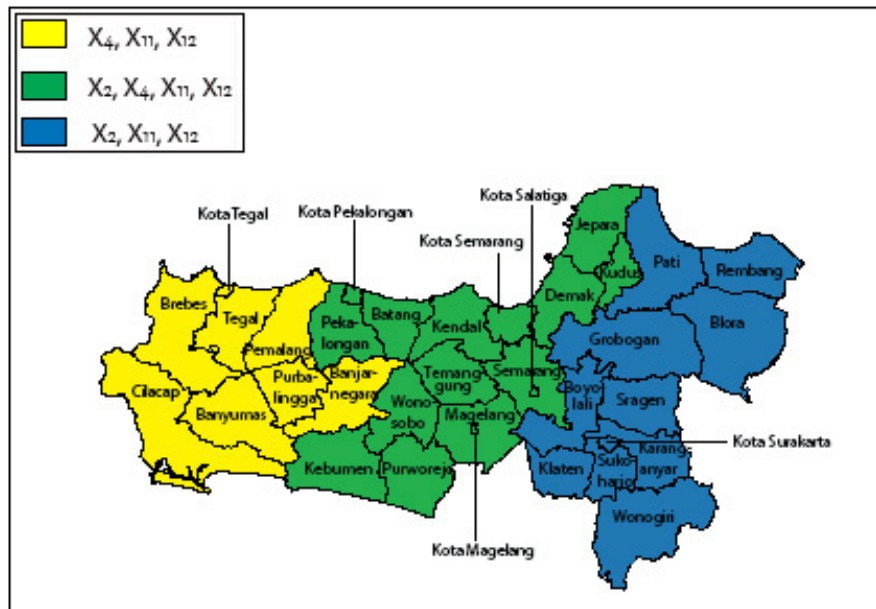 X4, X11, X12
X2, X4, X11, X12
X2, X11, X12
Kota Tegal
Kota Pekalongan
Kota Salatiga
Kota Semarang
Jepara
Kudus
Pati
Rembang
Demak
Brebes
Tegal
Pemalang
Peka-
longan
Batang
Kendal
Grobogan
Blora
Cilacap
Banyumas
Purba-
lingga
Banjar-
negara
Temang-
gung
Semarang
Wono-
sobo
Magelang
Boyo-
lali
Sragen
Kota Surakarta
Kebumen
Purworejo
Klaten
Suko-
harjo
Karang-
anyar
Wonogiri
Kota Magelang